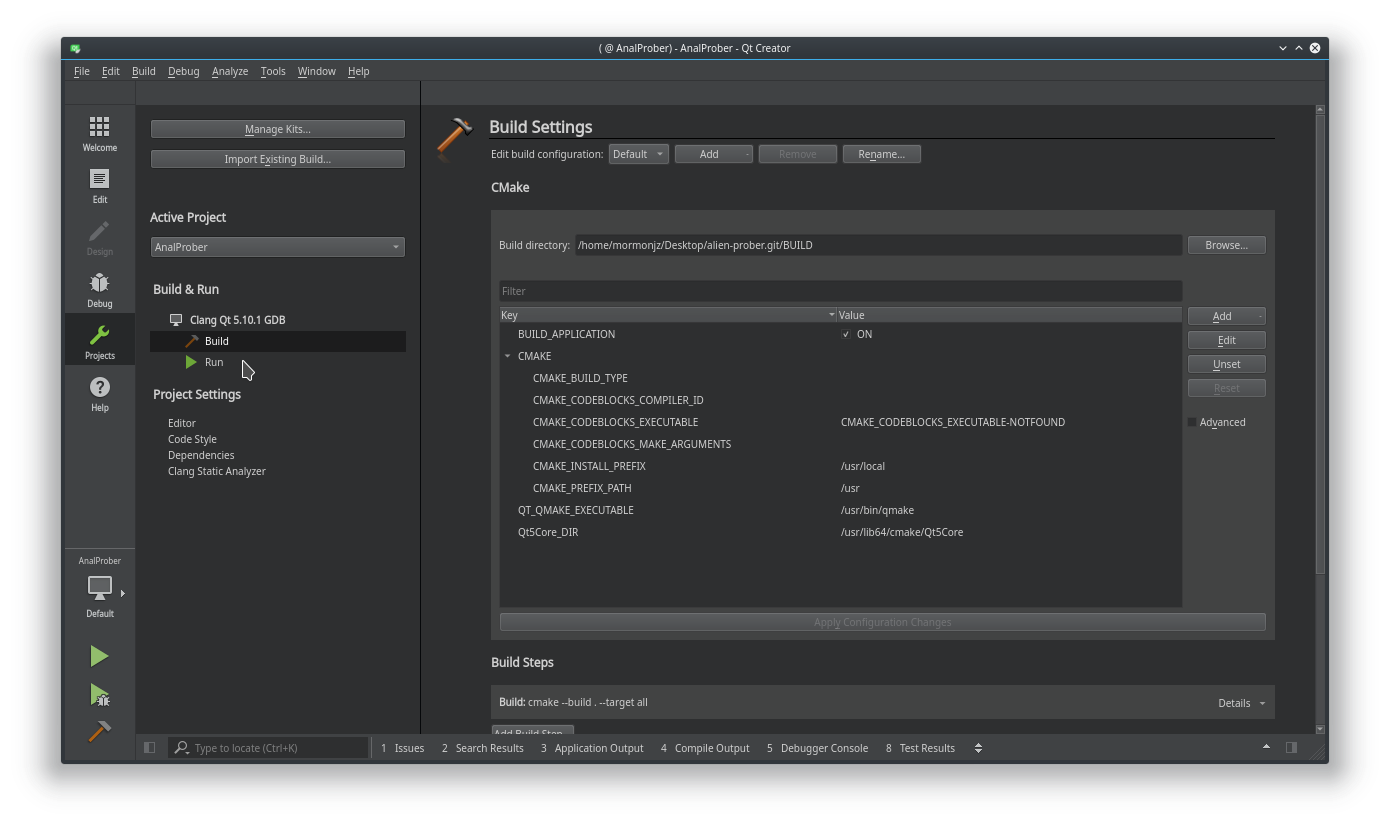 ( @ AnalProber) - AnalProber - Qt Creator
File Edit Build Debug Analyze Tools Window Help
Welcome
Edit
Design
Debug
Projects
Help
AnalProber
Default
Manage Kits...
Import Existing Build...
Active Project
AnalProber
Build & Run
Clang Qt 5.10.1 GDB
Build
Run
Project Settings
Editor
Code Style
Dependencies
Clang Static Analyzer
Build Settings
Edit build configuration: Default Add Remove Rename...
CMake
Build directory: /home/mormonjz/Desktop/alien-prober.git/BUILD Browse...
Filter
Key Value
BUILD_APPLICATION ON
CMAKE
CMAKE_BUILD_TYPE
CMAKE_CODEBLOCKS_COMPILER_ID
CMAKE_CODEBLOCKS_EXECUTABLE CMAKE_CODEBLOCKS_EXECUTABLE-NOTFOUND
CMAKE_CODEBLOCKS_MAKE_ARGUMENTS
CMAKE_INSTALL_PREFIX /usr/local
CMAKE_PREFIX_PATH /usr
QT_QMAKE_EXECUTABLE /usr/bin/qmake
Qt5Core_DIR /usr/lib64/cmake/Qt5Core
Add
Edit
Unset
Reset
Advanced
Apply Configuration Changes
Build Steps
Build: cmake --build . --target all Details
Add Build Step
Type to locate (Ctrl+K) 1 Issues 2 Search Results 3 Application Output 4 Compile Output 5 Debugger Console 8 Test Results